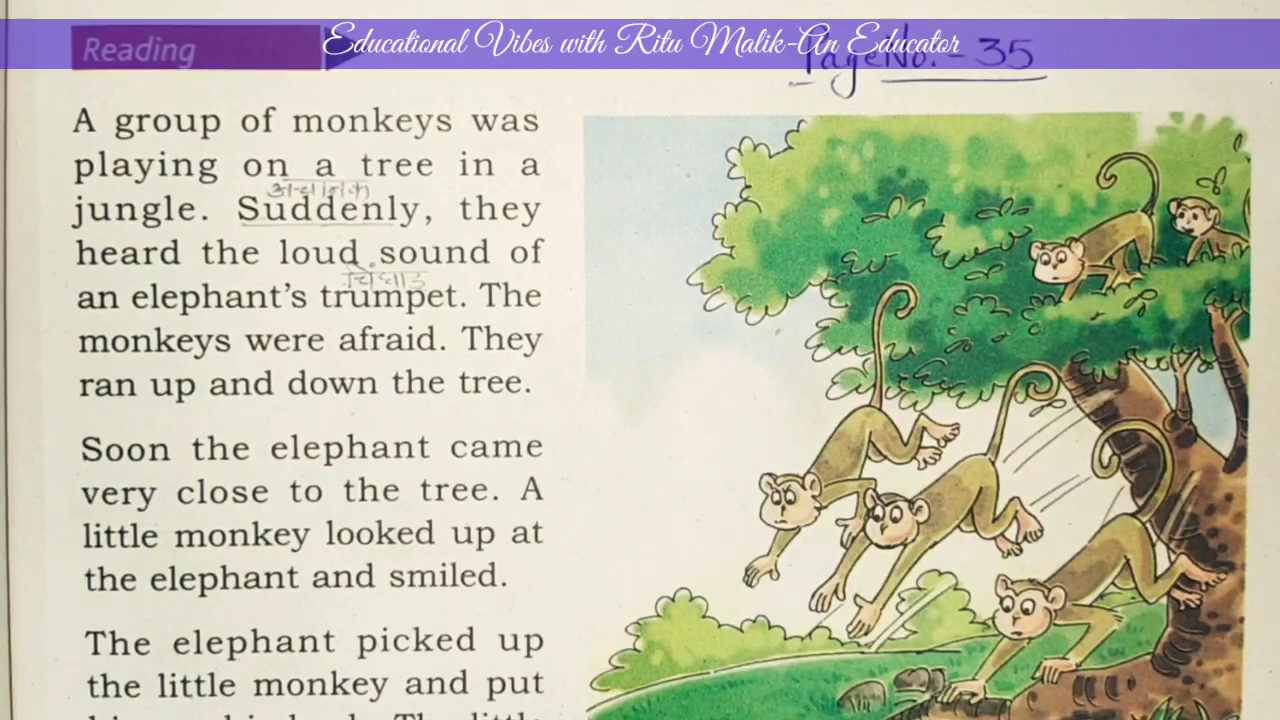 Educational Vibes with Ritu Malik-An Educator
Reading
Page No.- 35
A group of monkeys was
playing on a tree in a
अचानक
jungle. Suddenly, they
heard the loud sound of
चिंघाड़
an elephant's trumpet. The
monkeys were afraid. They
ran up and down the tree.
Soon the elephant came
very close to the tree. A
little monkey looked up at
the elephant and smiled.
The elephant picked up
the little monkey and put